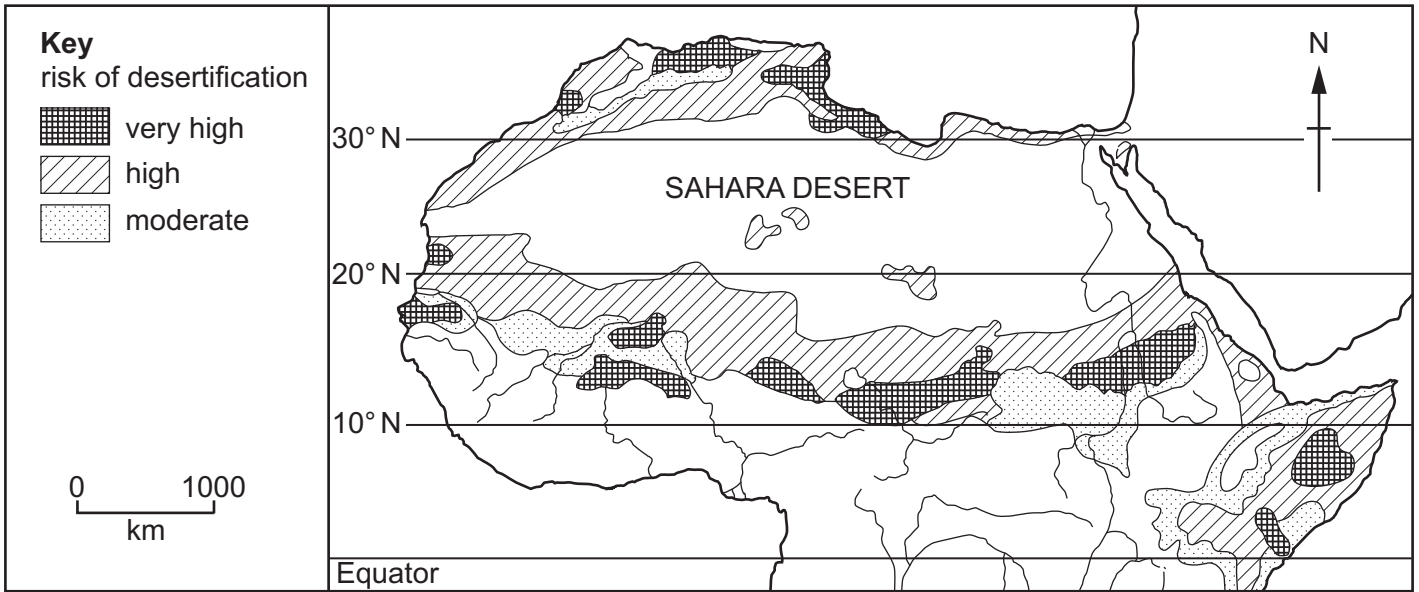 Key
risk of desertification
very high
high
moderate
0 1000
km
N
30° N
SAHARA DESERT
20° N
10° N
Equator